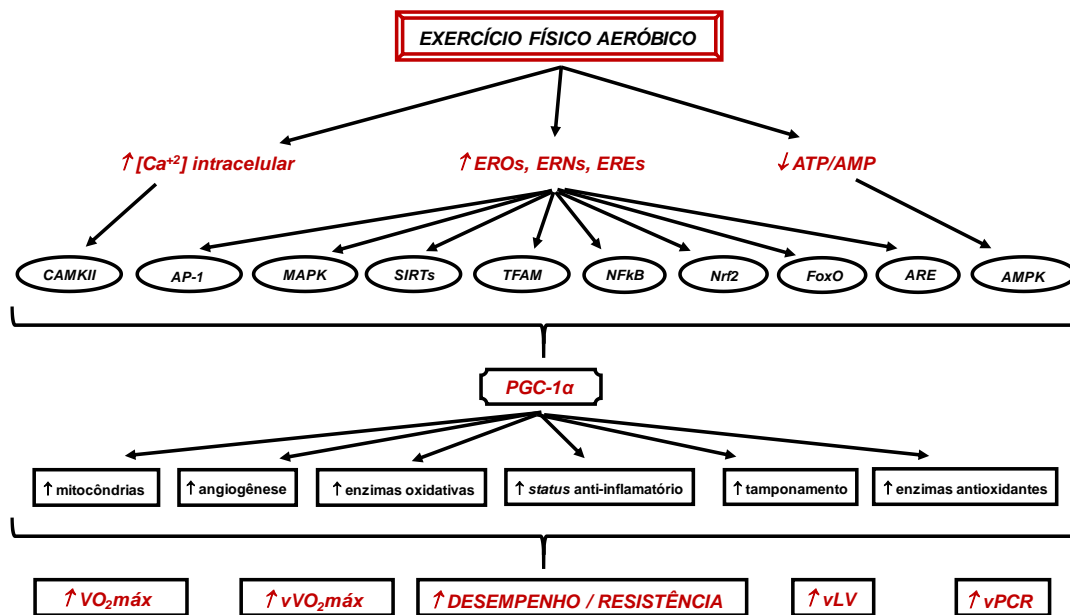 EXERCÍCIO FÍSICO AERÓBICO
↑ [Ca⁺²] intracelular ↑ EROs, ERNs, EREs ↓ ATP/AMP
CAMKII AP-1 MAPK SIRTs TFAM NFkB Nrf2 FoxO ARE AMPK
PGC-1α
↑ mitocôndrias ↑ angiogênese ↑ enzimas oxidativas ↑ status anti-inflamatório ↑ tamponamento ↑ enzimas antioxidantes
↑ VO₂máx ↑ vVO₂máx ↑ DESEMPENHO / RESISTÊNCIA ↑ vLV ↑ vPCR